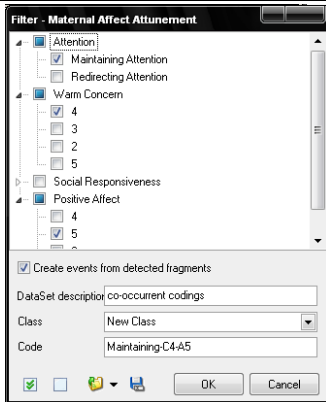 Filter - Maternal Affect Attunement
Attention
Maintaining Attention
Redirecting Attention
Warm Concern
4
3
2
5
Social Responsiveness
Positive Affect
4
5
Create events from detected fragments
DataSet description co-occurrent codings
Class New Class
Code Maintaining-C4-A5
OK Cancel